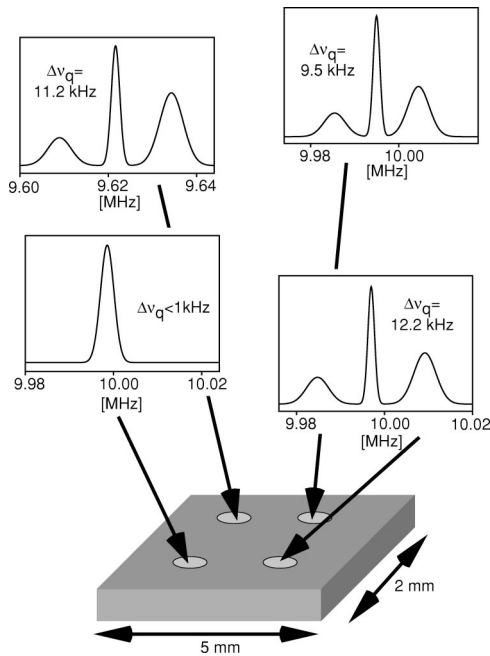 Δνq=
11.2 kHz
9.60 9.62 9.64
[MHz]
Δνq=
9.5 kHz
9.98 10.00
[MHz]
Δνq<1kHz
9.98 10.00 10.02
[MHz]
Δνq=
12.2 kHz
9.98 10.00 10.02
[MHz]
2 mm
5 mm